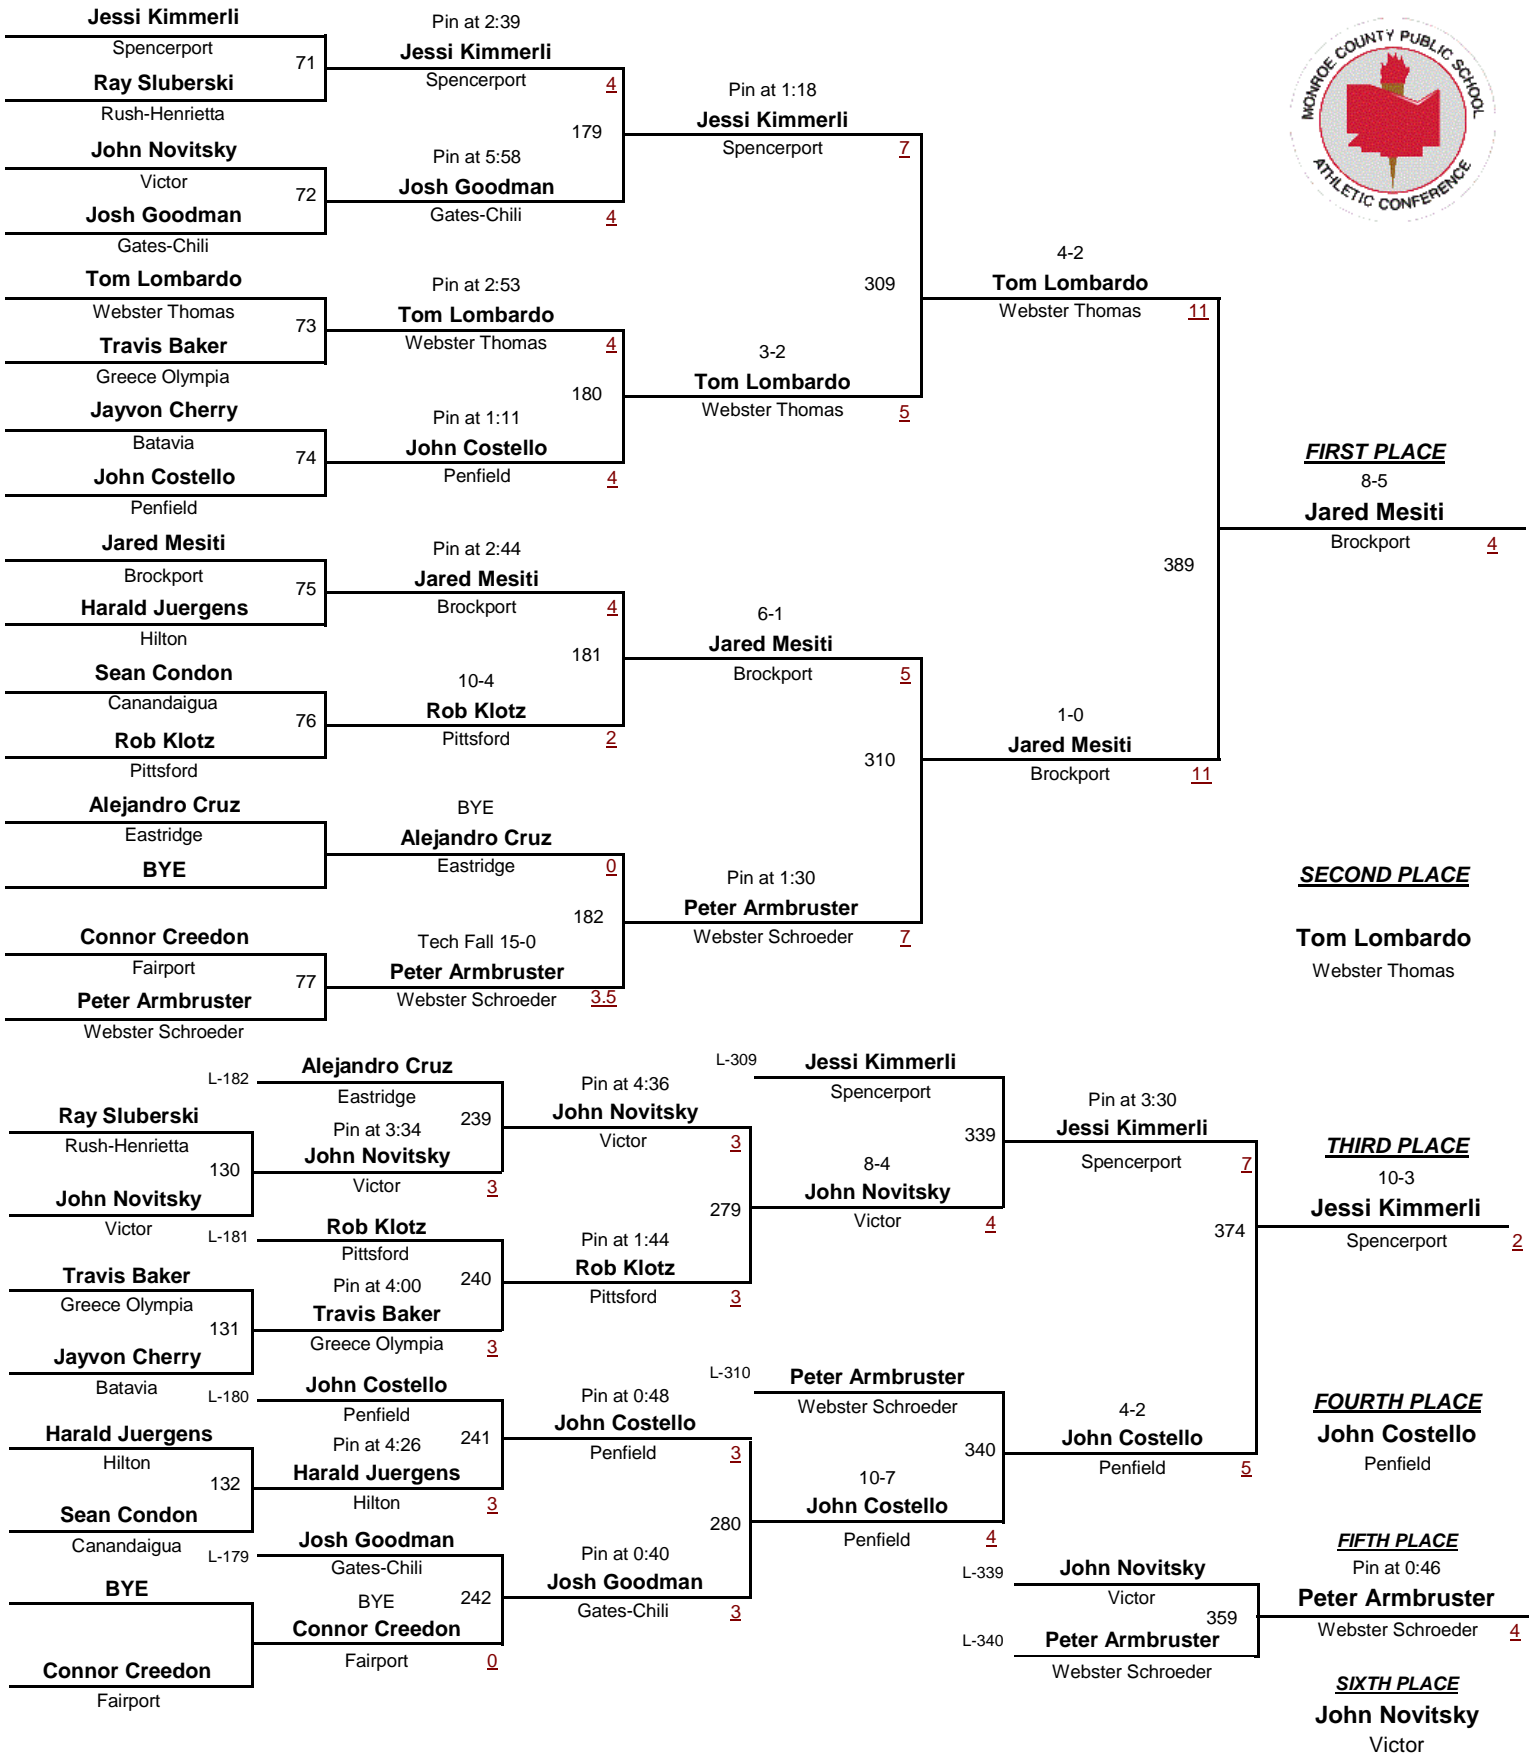 Jessi Kimmerli
Spencerport
71
Ray Sluberski
Rush-Henrietta
John Novitsky
Victor
72
Josh Goodman
Gates-Chili
Tom Lombardo
Webster Thomas
73
Travis Baker
Greece Olympia
Jayvon Cherry
Batavia
74
John Costello
Penfield
Jared Mesiti
Brockport
75
Harald Juergens
Hilton
Sean Condon
Canandaigua
76
Rob Klotz
Pittsford
Alejandro Cruz
Eastridge
BYE
Connor Creedon
Fairport
77
Peter Armbruster
Webster Schroeder
Pin at 2:39
Jessi Kimmerli
Spencerport 4
179
Pin at 5:58
Josh Goodman
Gates-Chili 4
Pin at 2:53
Tom Lombardo
Webster Thomas 4
180
Pin at 1:11
John Costello
Penfield 4
Pin at 2:44
Jared Mesiti
Brockport 4
181
10-4
Rob Klotz
Pittsford 2
BYE
Alejandro Cruz
Eastridge 0
182
Tech Fall 15-0
Peter Armbruster
Webster Schroeder 3.5
Pin at 1:18
Jessi Kimmerli
Spencerport 7
309
3-2
Tom Lombardo
Webster Thomas 5
6-1
Jared Mesiti
Brockport 5
310
Pin at 1:30
Peter Armbruster
Webster Schroeder 7
4-2
Tom Lombardo
Webster Thomas 11
389
1-0
Jared Mesiti
Brockport 11
MONROE COUNTY PUBLIC SCHOOL
ATHLETIC CONFERENCE
FIRST PLACE
8-5
Jared Mesiti
Brockport 4
SECOND PLACE
Tom Lombardo
Webster Thomas
L-182
Ray Sluberski
Rush-Henrietta
130
John Novitsky
Victor
L-181
Travis Baker
Greece Olympia
131
Jayvon Cherry
Batavia
L-180
Harald Juergens
Hilton
132
Sean Condon
Canandaigua
L-179
BYE
Connor Creedon
Fairport
Alejandro Cruz
Eastridge
239
Pin at 3:34
John Novitsky
Victor 3
Rob Klotz
Pittsford
240
Pin at 4:00
Travis Baker
Greece Olympia 3
John Costello
Penfield
241
Pin at 4:26
Harald Juergens
Hilton 3
Josh Goodman
Gates-Chili
242
BYE
Connor Creedon
Fairport 0
Pin at 4:36
John Novitsky
Victor 3
279
Pin at 1:44
Rob Klotz
Pittsford 3
Pin at 0:48
John Costello
Penfield 3
280
Pin at 0:40
Josh Goodman
Gates-Chili 3
L-309
Jessi Kimmerli
Spencerport
339
8-4
John Novitsky
Victor 4
L-310
Peter Armbruster
Webster Schroeder
340
10-7
John Costello
Penfield 4
Pin at 3:30
Jessi Kimmerli
Spencerport 7
374
4-2
John Costello
Penfield 5
L-339
John Novitsky
Victor
359
L-340
Peter Armbruster
Webster Schroeder
THIRD PLACE
10-3
Jessi Kimmerli
Spencerport 2
FOURTH PLACE
John Costello
Penfield
FIFTH PLACE
Pin at 0:46
Peter Armbruster
Webster Schroeder 4
SIXTH PLACE
John Novitsky
Victor